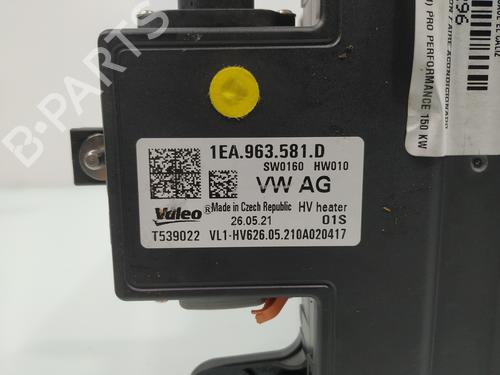 1EA.963.581.D
SW0160 HW010
VW AG
Valeo ® Made in Czech Republic HV heater
26.05.21 01S
T539022 VL1-HV626.05.210A020417
B-PARTS
PRO PERFORMANCE 150 KW